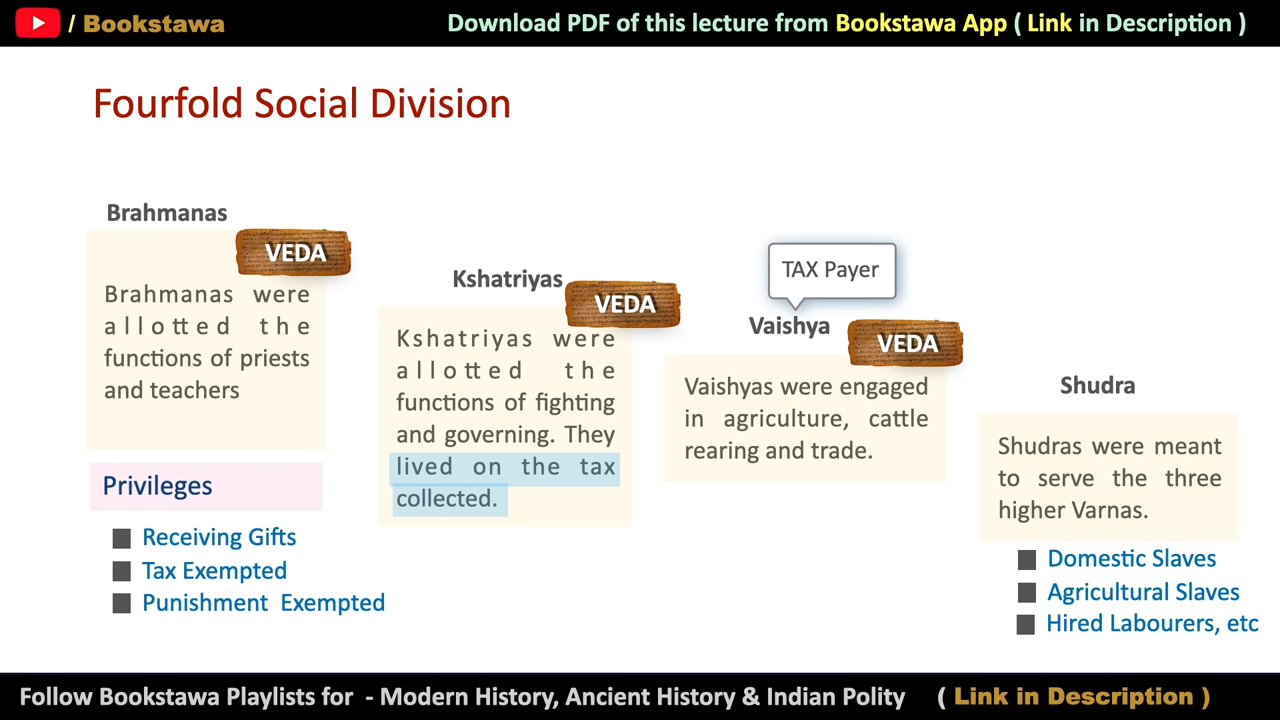 / Bookstawa
Download PDF of this lecture from Bookstawa App ( Link in Description )
Fourfold Social Division
Brahmanas
VEDA
Brahmanas were
allotted the
functions of priests
and teachers
Privileges
Receiving Gifts
Tax Exempted
Punishment Exempted
Kshatriyas
VEDA
Kshatriyas were
allotted the
functions of fighting
and governing. They
lived on the tax
collected.
TAX Payer
Vaishya
VEDA
Vaishyas were engaged
in agriculture, cattle
rearing and trade.
Shudra
Shudras were meant
to serve the three
higher Varnas.
Domestic Slaves
Agricultural Slaves
Hired Labourers, etc
Follow Bookstawa Playlists for - Modern History, Ancient History & Indian Polity ( Link in Description )